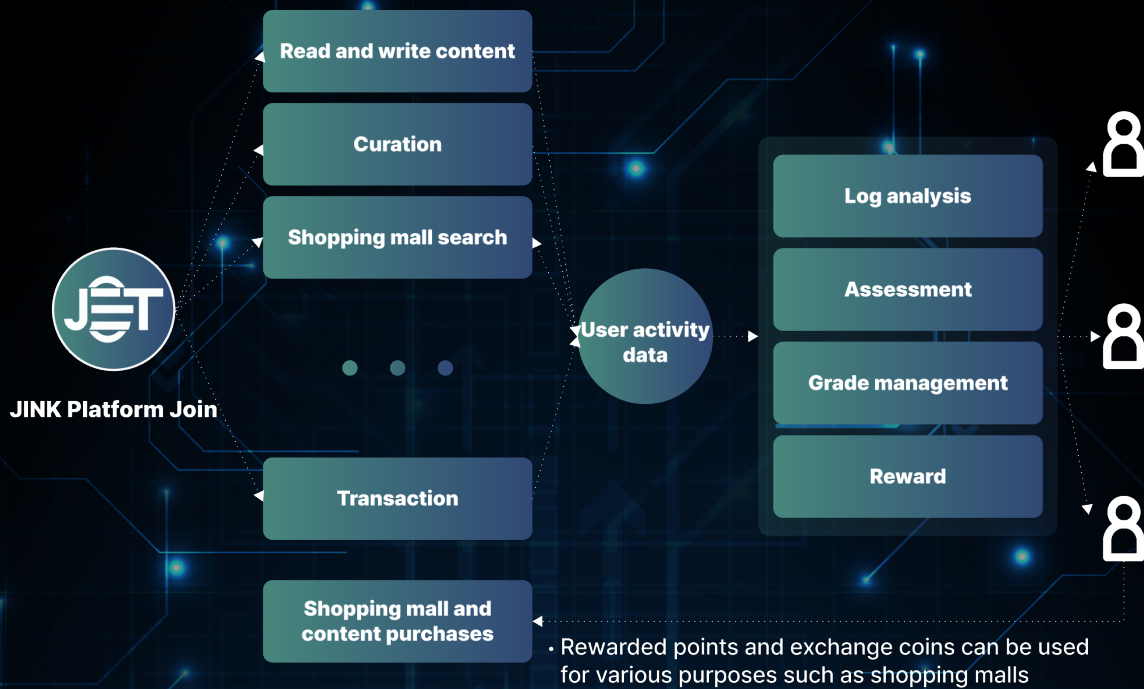 Read and write content
Curation
Shopping mall search
JET
JINK Platform Join
Transaction
Shopping mall and
content purchases
User activity
data
Log analysis
Assessment
Grade management
Reward
• Rewarded points and exchange coins can be used
for various purposes such as shopping malls